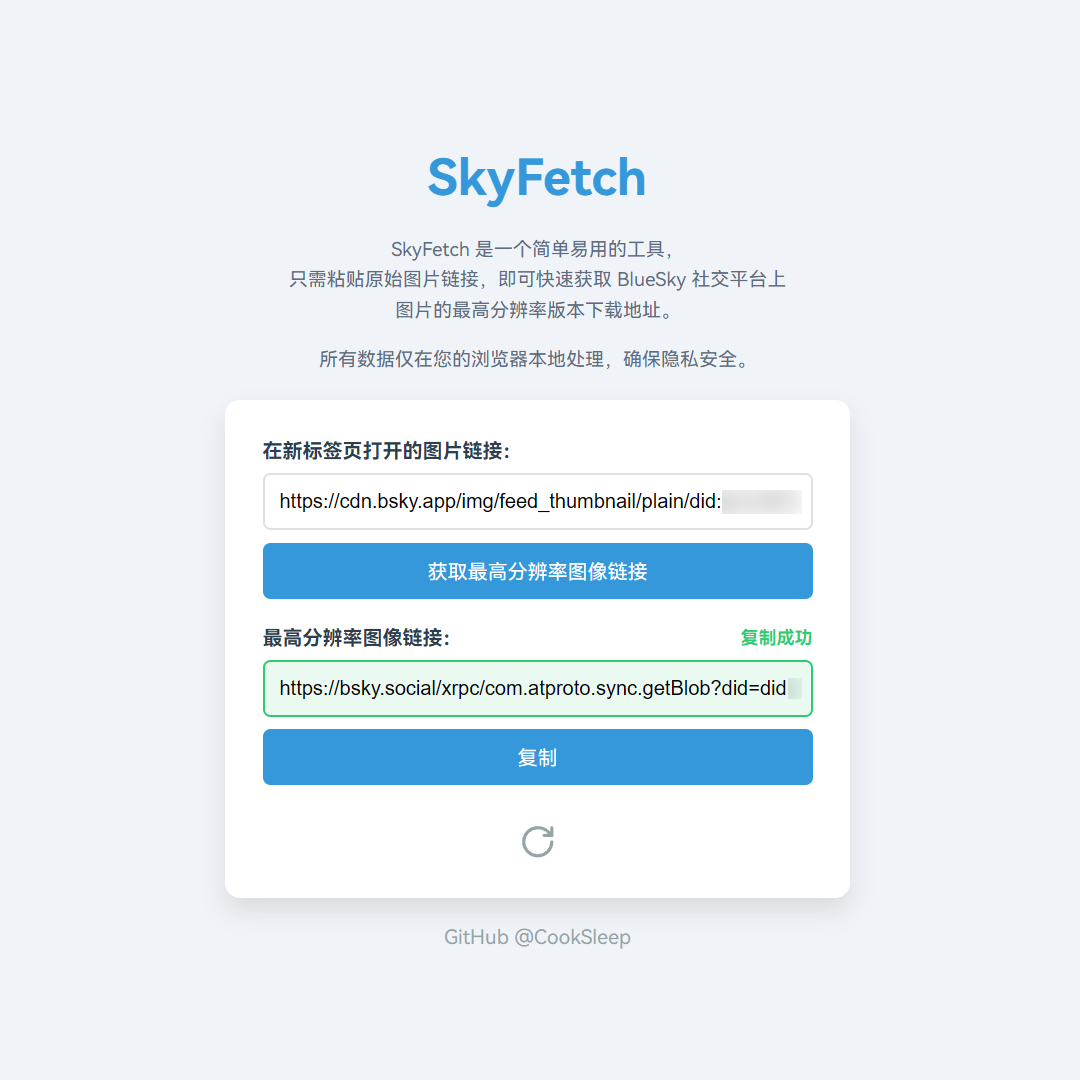 SkyFetch
SkyFetch 是一个简单易用的工具，
只需粘贴原始图片链接，即可快速获取 BlueSky 社交平台上
图片的最高分辨率版本下载地址。
所有数据仅在您的浏览器本地处理，确保隐私安全。
在新标签页打开的图片链接：
https://cdn.bsky.app/img/feed_thumbnail/plain/did:
获取最高分辨率图像链接
最高分辨率图像链接：
复制成功
https://bsky.social/xrpc/com.atproto.sync.getBlob?did=did
复制
GitHub @CookSleep